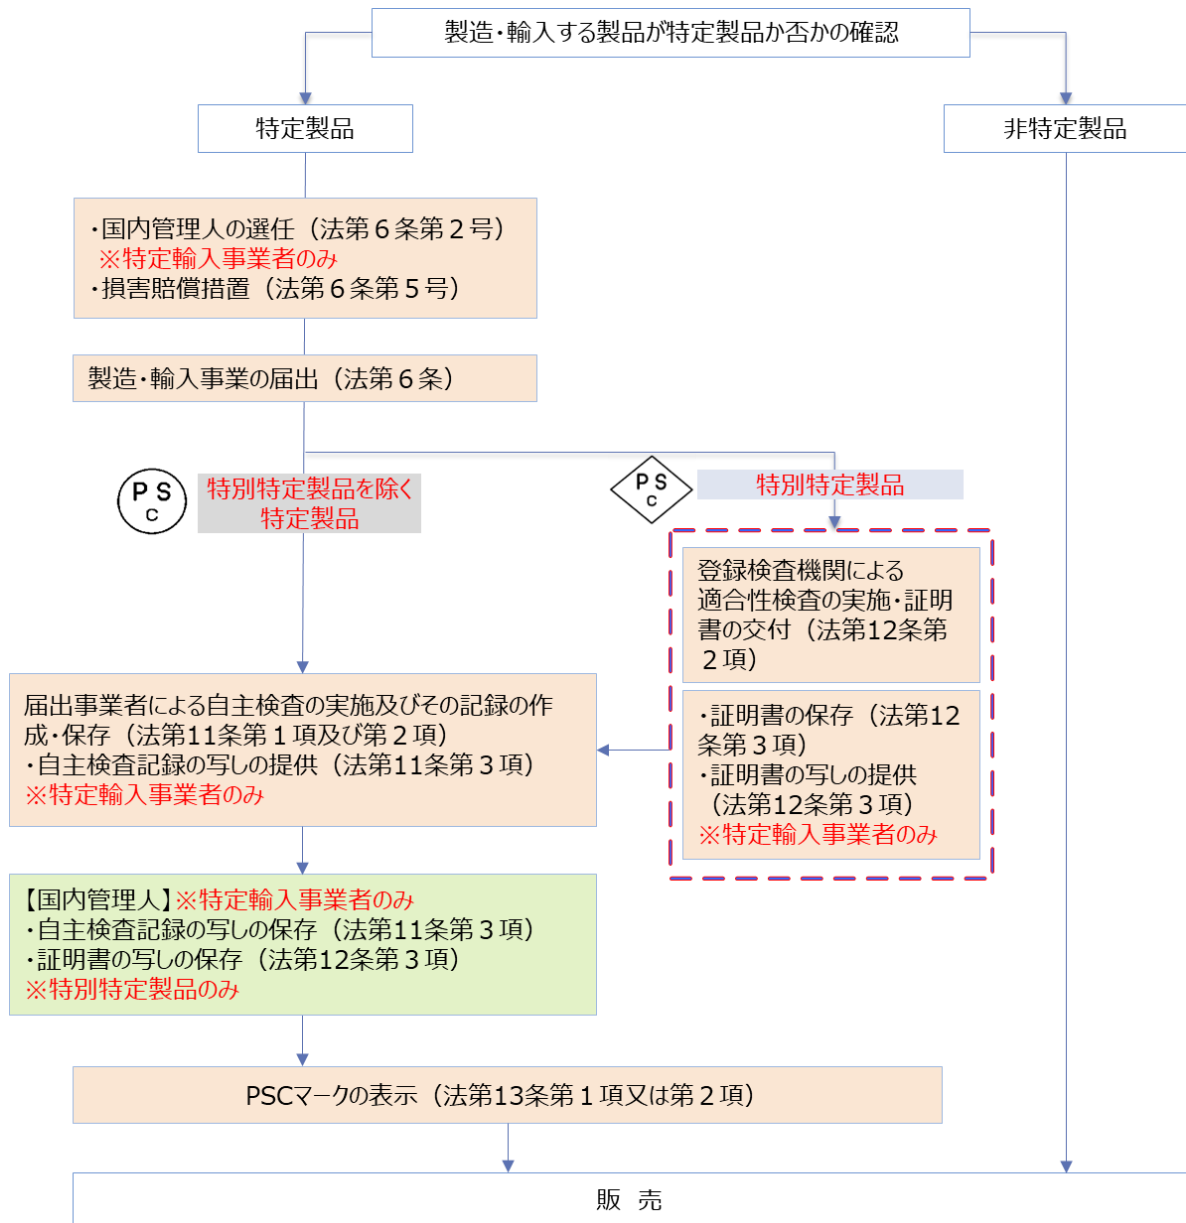 製造・輸入する製品が特定製品か否かの確認
特定製品
非特定製品
・国内管理人の選任（法第６条第２号）
※特定輸入事業者のみ
・損害賠償措置（法第６条第５号）
製造・輸入事業の届出（法第６条）
P S
C
特別特定製品を除く
特定製品
P S
C
特別特定製品
登録検査機関による
適合性検査の実施・証明
書の交付（法第12条第
２項）
・証明書の保存（法第12
条第３項）
・証明書の写しの提供
（法第12条第３項）
※特定輸入事業者のみ
届出事業者による自主検査の実施及びその記録の作
成・保存（法第11条第１項及び第２項）
・自主検査記録の写しの提供（法第11条第３項）
※特定輸入事業者のみ
【国内管理人】※特定輸入事業者のみ
・自主検査記録の写しの保存（法第11条第３項）
・証明書の写しの保存（法第12条第３項）
※特別特定製品のみ
PSCマークの表示（法第13条第１項又は第２項）
販 売